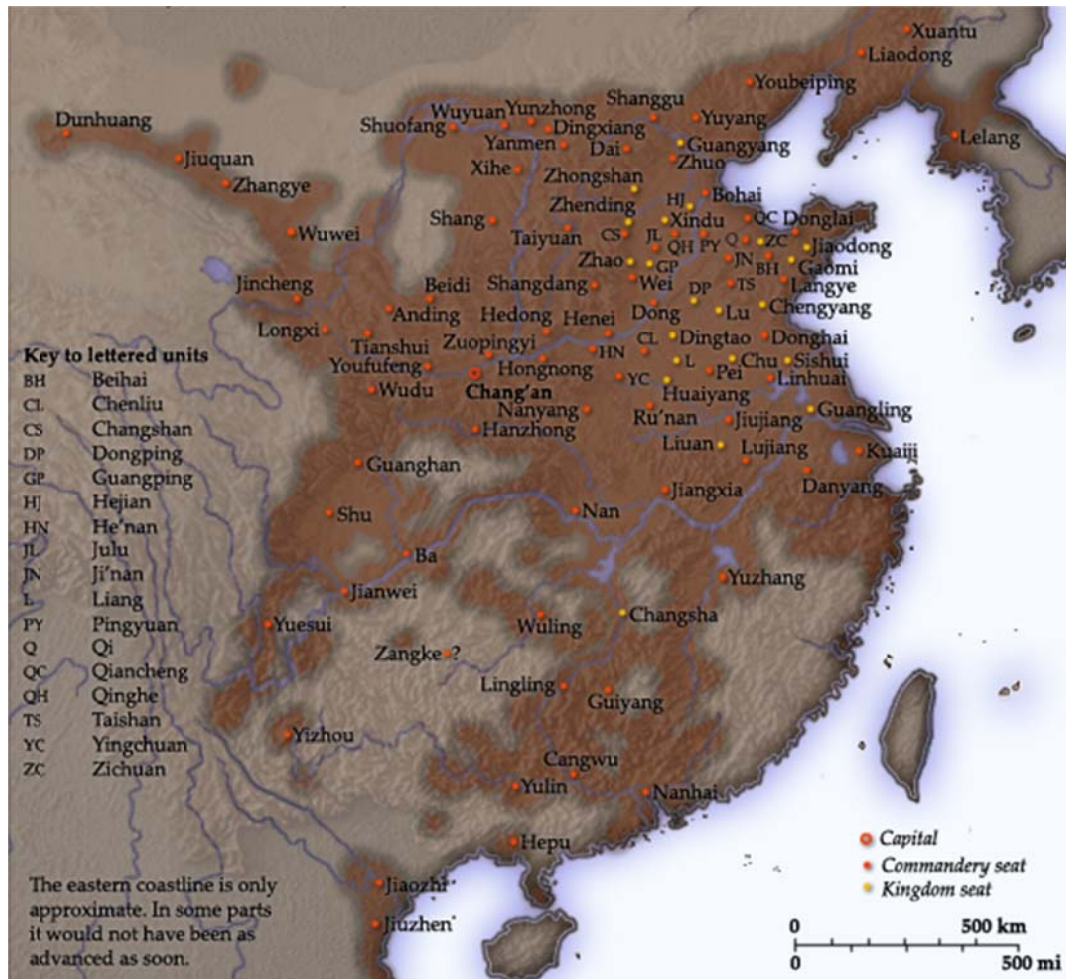 Xuantu
Liaodong
Youbeiping
Shanggu
Yunzhong
Wuyuan
Yuyang
Dunhuang
Shuofang
Dingxiang
Lelang
Yanmen
Dai
Guangyang
Zhuo
Jiuquan
Xihe
Zhongshan
Zhangye
Bohai
HJ
Zhending
Shang
Xindu
QC Donglai
Taiyuan
CS
JL
QH
PY
Q
ZC
Jiaodong
Wuwei
JN
BH
Gaomi
Zhao
GP
Wei
TS
Langye
Jincheng
Beidi
Shangdang
DP
Chengyang
Anding
Hedong
Henei
Dong
Lu
Longxi
Tianshui
Zuopingyi
HN
CL
Dingtao
Donghai
Youfufeng
Hongnong
L
Chu
Sishui
Chang'an
YC
Pei
Linhuai
Wudu
Huaiyang
Nanyang
Ru'nan
Jiujiang
Guangling
Hanzhong
Liuan
Lujiang
Kuaiji
Guanghan
Danyang
Jiangxia
Shu
Nan
Ba
Yuzhang
Jianwei
Changsha
Yuesui
Wuling
Zangke ?
Lingling
Guiyang
Yizhou
Cangwu
Yulin
Nanhai
Hepu
Jiaozhi
Jiuzhen
Key to lettered units
BH Beihai
CL Chenliu
CS Changshan
DP Dongping
GP Guangping
HJ Hejian
HN He'nan
JL Julu
JN Ji'nan
L Liang
PY Pingyuan
Q Qi
QC Qiancheng
QH Qinghe
TS Taishan
YC Yingchuan
ZC Zichuan
The eastern coastline is only
approximate. In some parts
it would not have been as
advanced as soon.
Capital
Commandery seat
Kingdom seat
0 500 km
0 500 mi